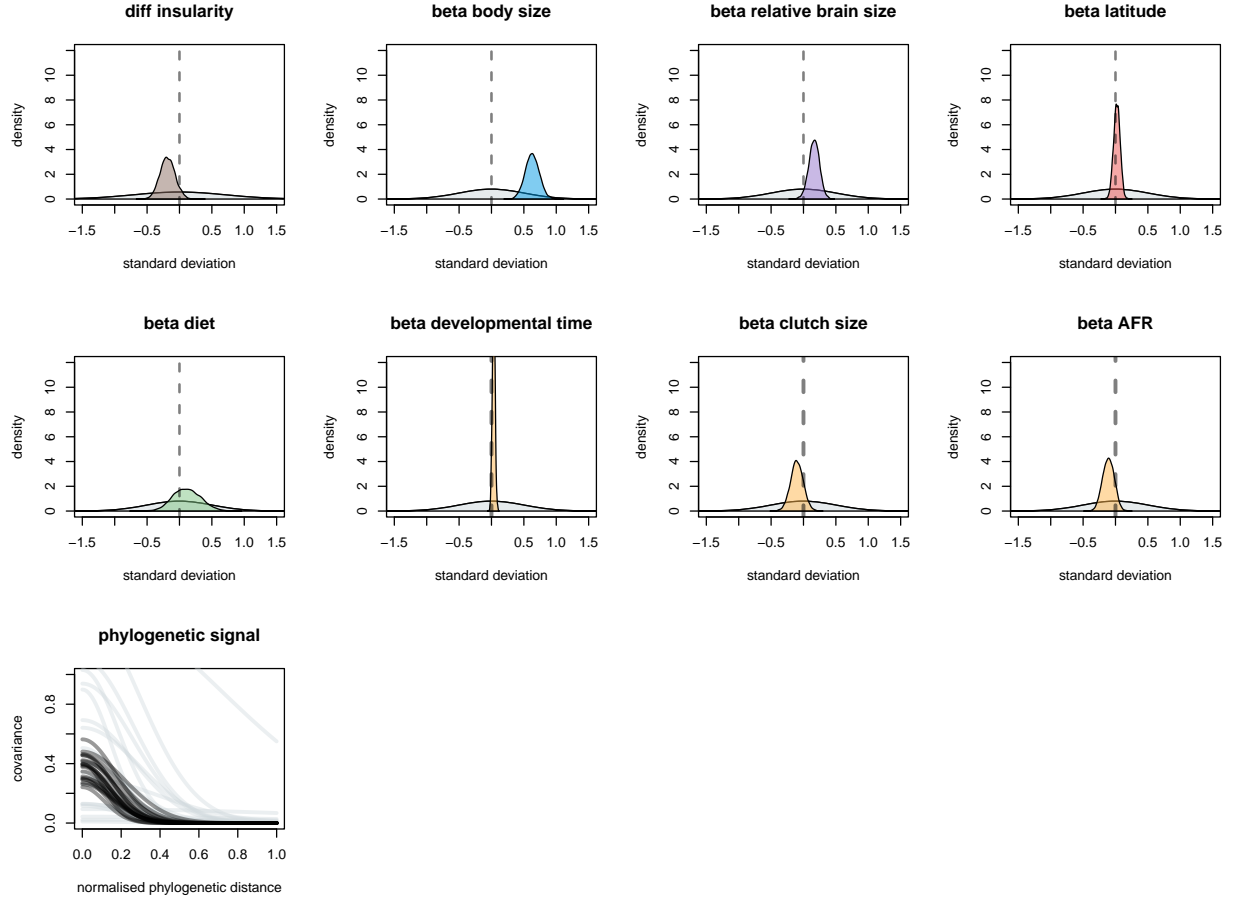 diff insularity
beta body size
beta relative brain size
beta latitude
density
0 2 4 6 8 10
−1.5 −0.5 0.5 1.0 1.5
standard deviation
density
0 2 4 6 8 10
−1.5 −0.5 0.5 1.0 1.5
standard deviation
density
0 2 4 6 8 10
−1.5 −0.5 0.5 1.0 1.5
standard deviation
density
0 2 4 6 8 10
−1.5 −0.5 0.5 1.0 1.5
standard deviation
beta diet
beta developmental time
beta clutch size
beta AFR
density
0 2 4 6 8 10
−1.5 −0.5 0.5 1.0 1.5
standard deviation
density
0 2 4 6 8 10
−1.5 −0.5 0.5 1.0 1.5
standard deviation
density
0 2 4 6 8 10
−1.5 −0.5 0.5 1.0 1.5
standard deviation
density
0 2 4 6 8 10
−1.5 −0.5 0.5 1.0 1.5
standard deviation
phylogenetic signal
covariance
0.0 0.4 0.8
0.0 0.2 0.4 0.6 0.8 1.0
normalised phylogenetic distance